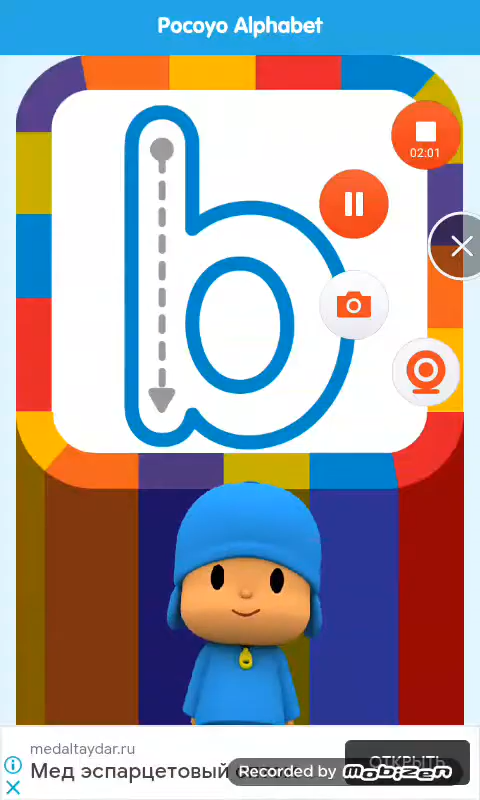 Pocoyo Alphabet
b
02:01
medaltaydar.ru
Мед эспарцетовый
ОТКРЫТЬ
Recorded by MOBIZEN